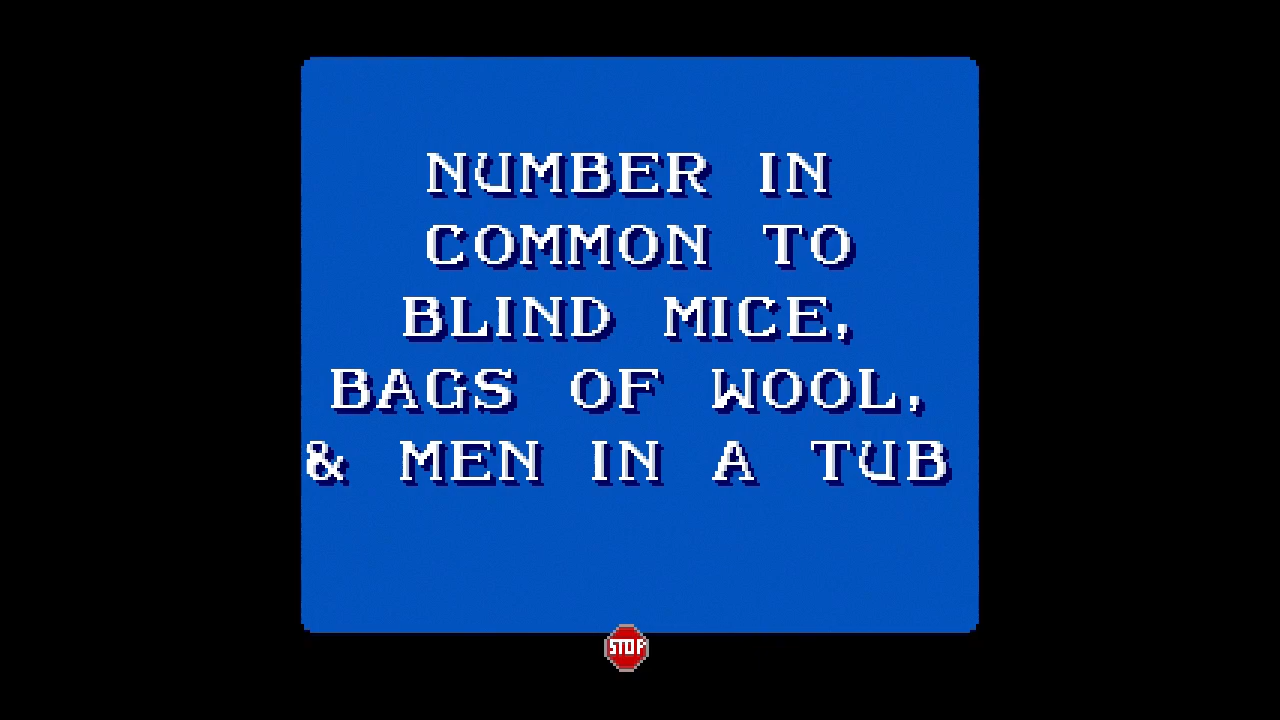 NUMBER IN
COMMON TO
BLIND MICE,
BAGS OF WOOL,
& MEN IN A TUB
STOP